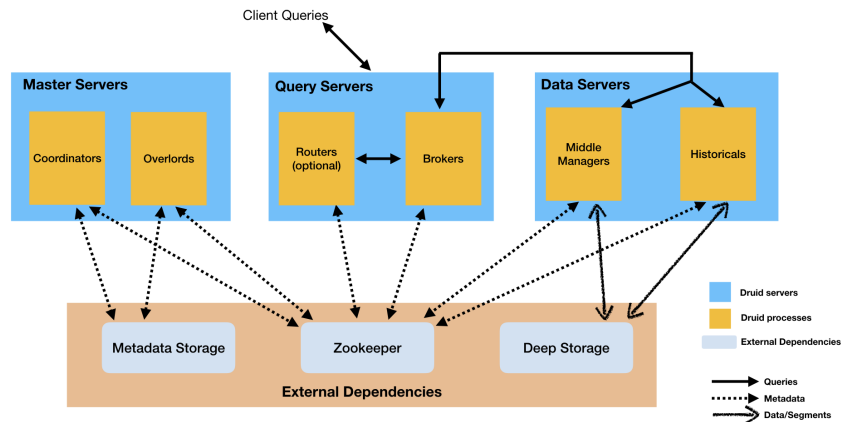 Client Queries
Master Servers
Query Servers
Data Servers
Coordinators
Overlords
Routers
(optional)
Brokers
Middle
Managers
Historicals
Druid servers
Druid processes
External Dependencies
Metadata Storage
Zookeeper
Deep Storage
External Dependencies
Queries
Metadata
Data/Segments